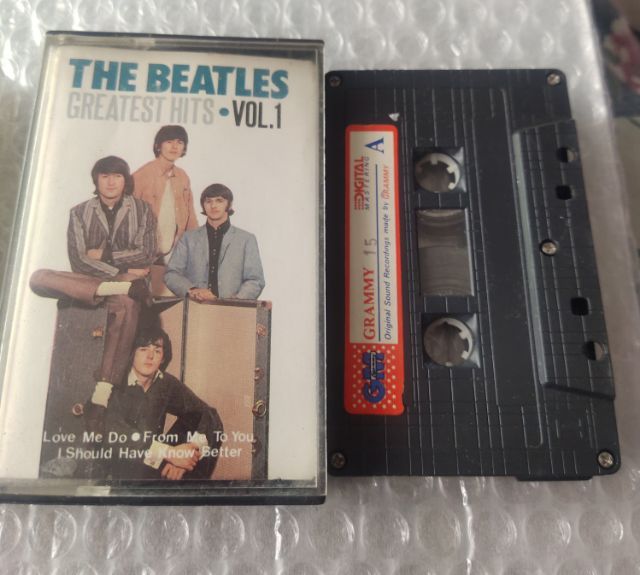 THE BEATLES
GREATEST HITS • VOL.1
Love Me Do • From Me To You
I Should Have Know Better
A
DIGITAL
MASTERING
GRAMMY 15
Original Sound Recordings made by GRAMMY
GM